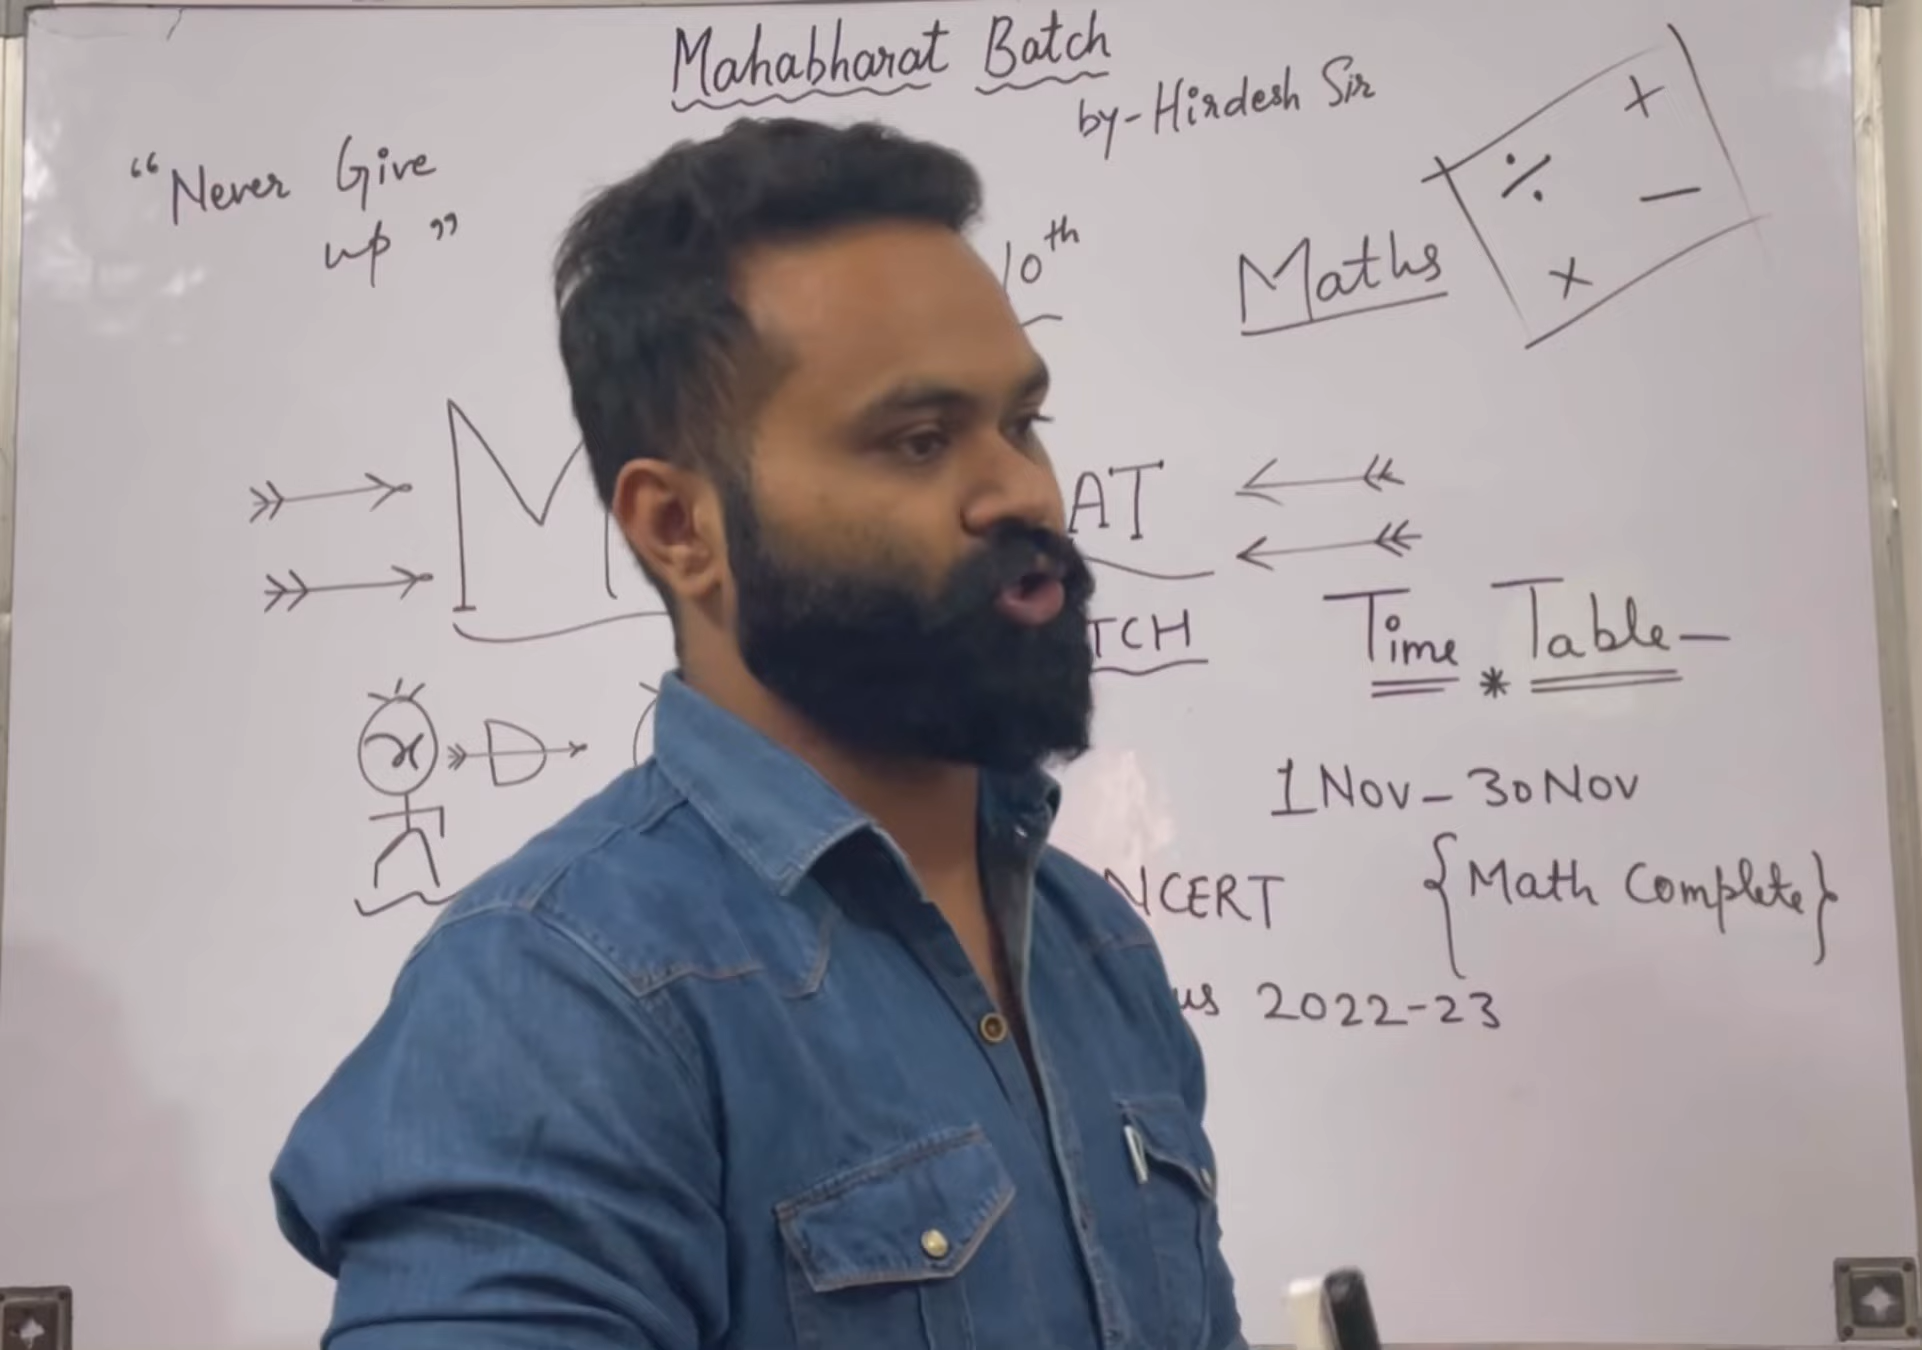 Mahabharat Batch
by-Hirdesh Sir
“Never Give
up”
10th
Maths
+
÷
−
×
AT
TCH
Time * Table-
x
D
1 Nov - 30 Nov
NCERT {Math Complete}
us 2022-23